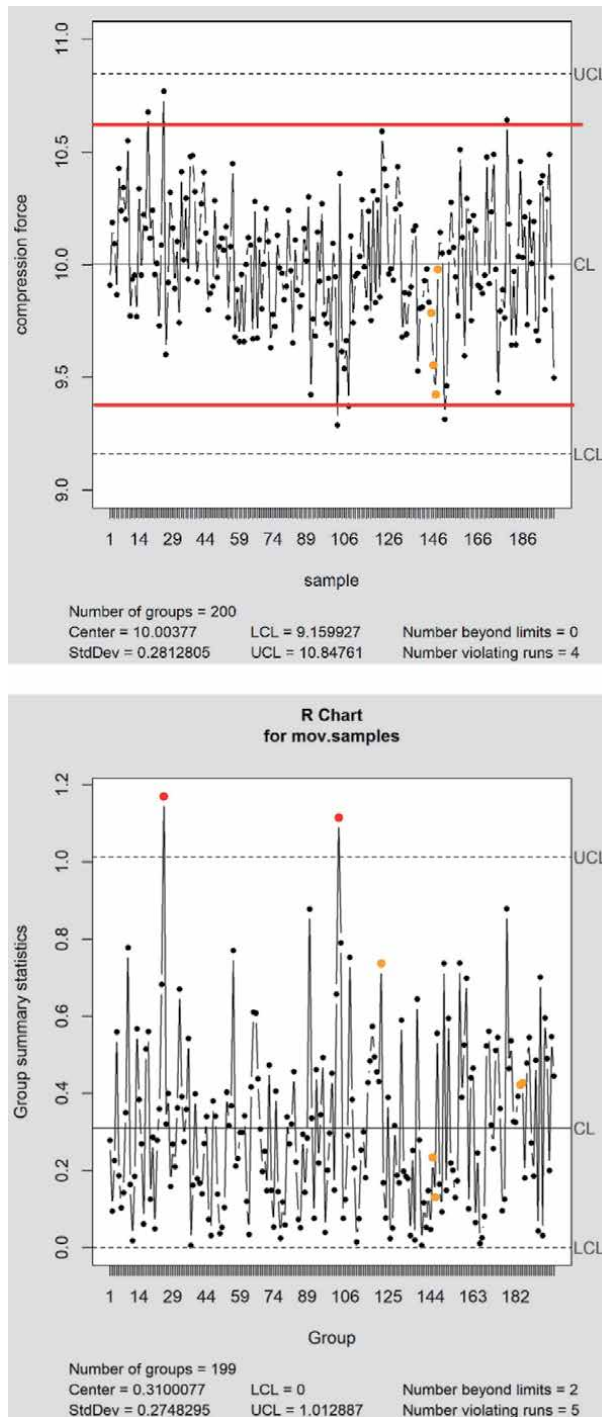 11.0
UCL
10.5
10.0
CL
9.5
LCL
9.0
compression force
1 14 29 44 59 74 89 106 126 146 166 186
sample
Number of groups = 200
Center = 10.00377 LCL = 9.159927 Number beyond limits = 0
StdDev = 0.2812805 UCL = 10.84761 Number violating runs = 4
R Chart
for mov.samples
1.2
1.0
UCL
0.8
0.6
0.4
CL
0.2
0.0
LCL
Group summary statistics
1 14 29 44 59 74 89 106 125 144 163 182
Group
Number of groups = 199
Center = 0.3100077 LCL = 0 Number beyond limits = 2
StdDev = 0.2748295 UCL = 1.012887 Number violating runs = 5